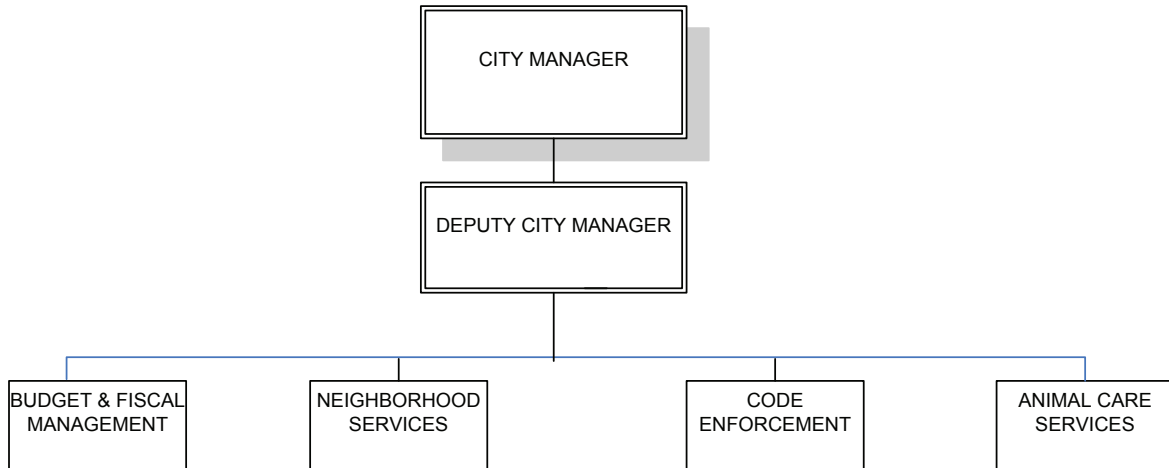 CITY MANAGER
DEPUTY CITY MANAGER
BUDGET & FISCAL
MANAGEMENT
NEIGHBORHOOD
SERVICES
CODE
ENFORCEMENT
ANIMAL CARE
SERVICES